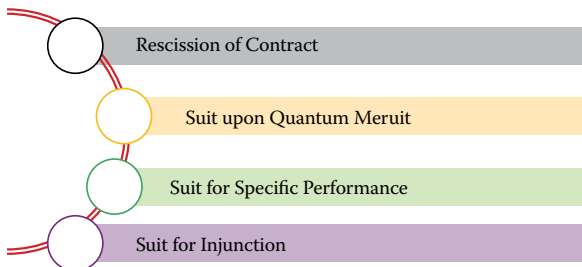 Rescission of Contract
Suit upon Quantum Meruit
Suit for Specific Performance
Suit for Injunction